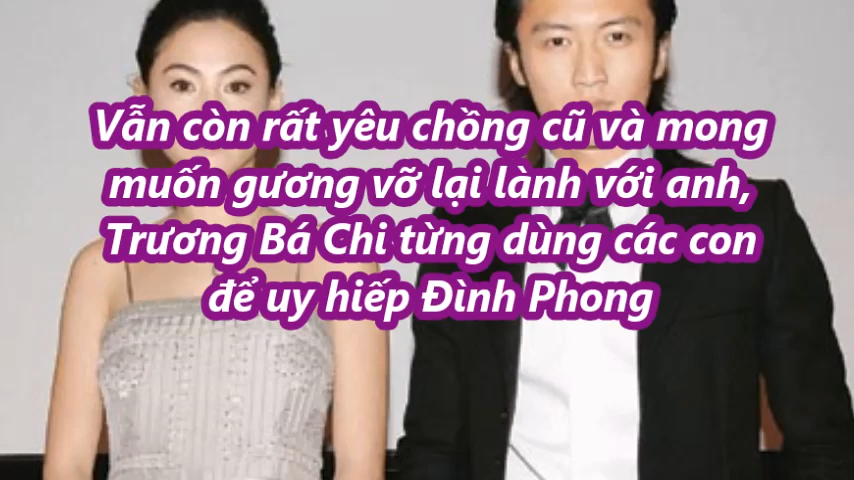 Vẫn còn rất yêu chồng cũ và mong
muốn gương vỡ lại lành với anh,
Trương Bá Chi từng dùng các con
để uy hiếp Đình Phong